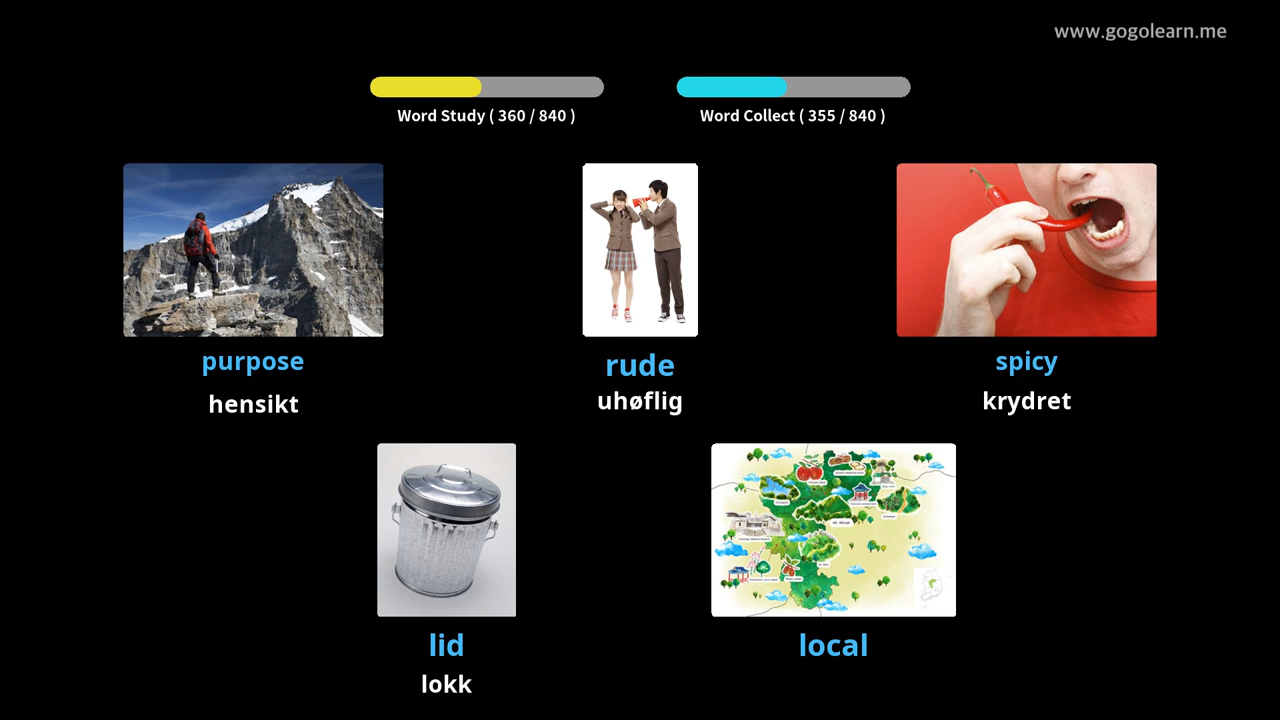 www.gogolearn.me
Word Study ( 360 / 840 )
Word Collect ( 355 / 840 )
purpose
hensikt
rude
uhøflig
spicy
krydret
lid
lokk
local